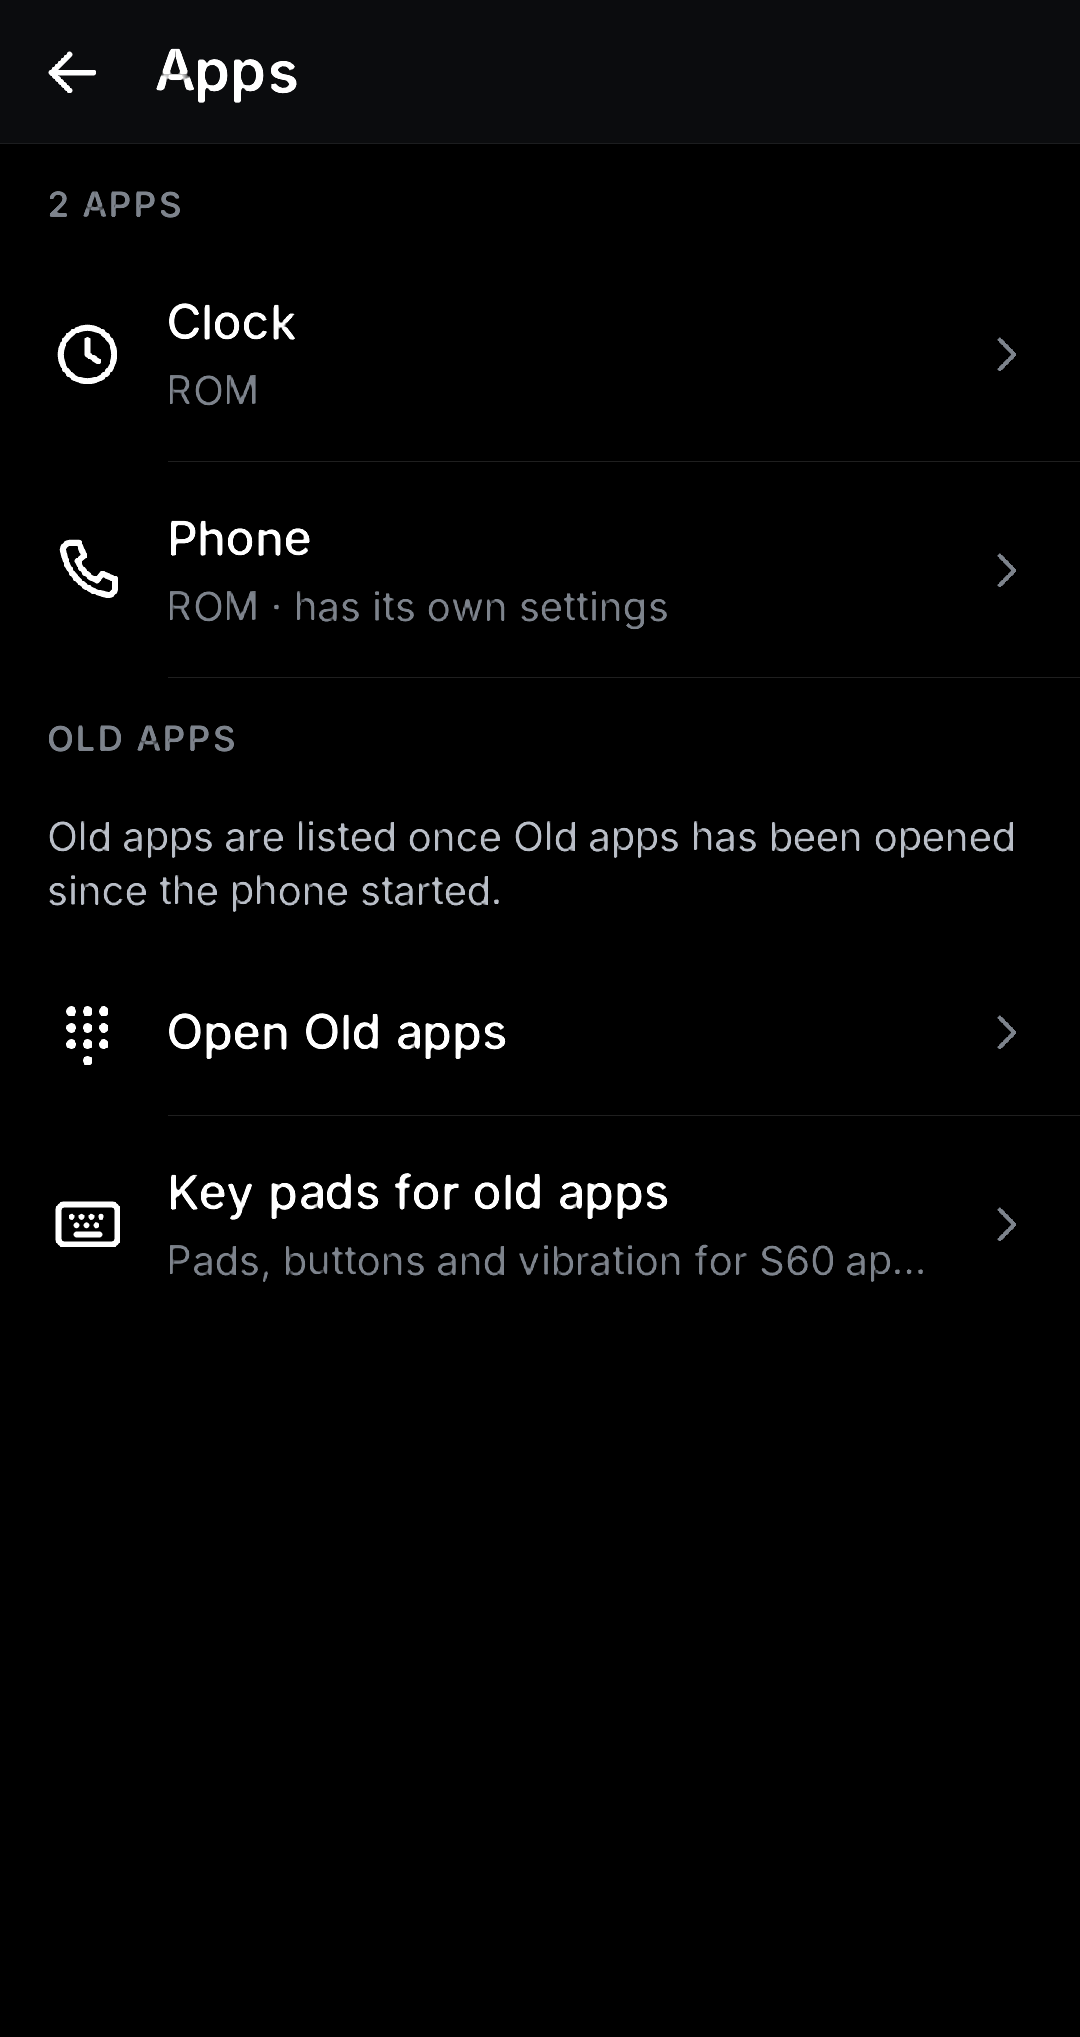 Apps
2 APPS
Clock
ROM
Phone
ROM · has its own settings
OLD APPS
Old apps are listed once Old apps has been opened
since the phone started.
Open Old apps
Key pads for old apps
Pads, buttons and vibration for S60 ap...